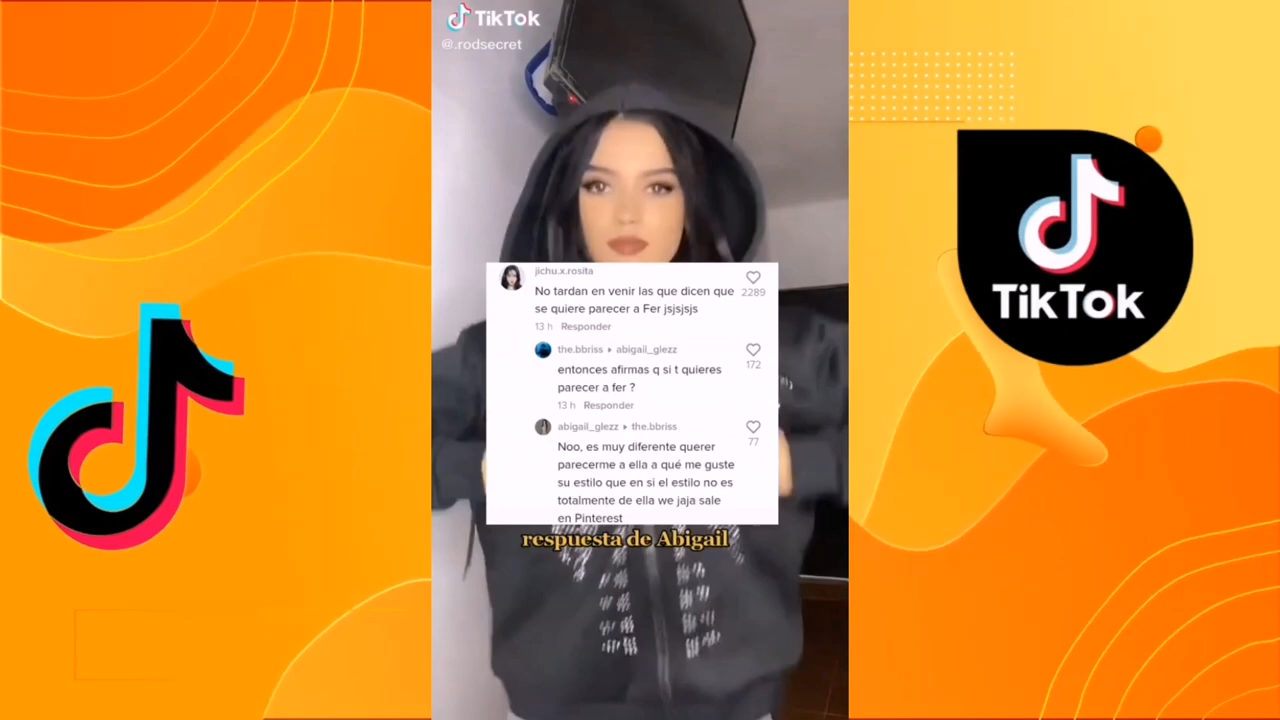 TikTok
@.rodsecret
jichu.x.rosita
No tardan en venir las que dicen que
se quiere parecer a Fer jsjsjsjs
2289
13 h Responder
the.bbriss ▸ abigail_glezz
entonces afirmas q si t quieres
parecer a fer ?
172
13 h Responder
abigail_glezz ▸ the.bbriss
Noo, es muy diferente querer
parecerme a ella a qué me guste
su estilo que en si el estilo no es
totalmente de ella we jaja sale
en Pinterest
77
respuesta de Abigail
TikTok